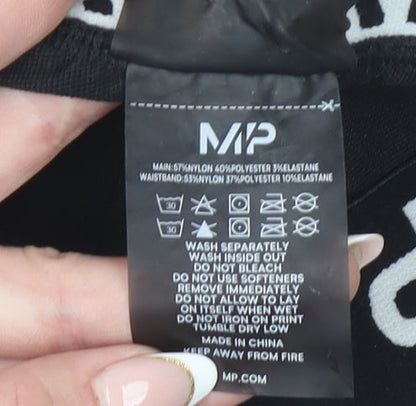 MP
MAIN:57%NYLON 40%POLYESTER 3%ELASTANE
WAISTBAND:53%NYLON 37%POLYESTER 10%ELASTANE
30
30
WASH SEPARATELY
WASH INSIDE OUT
DO NOT BLEACH
DO NOT USE SOFTENERS
REMOVE IMMEDIATELY
DO NOT ALLOW TO LAY
ON ITSELF WHEN WET
DO NOT IRON ON PRINT
TUMBLE DRY LOW
MADE IN CHINA
KEEP AWAY FROM FIRE
MP.COM